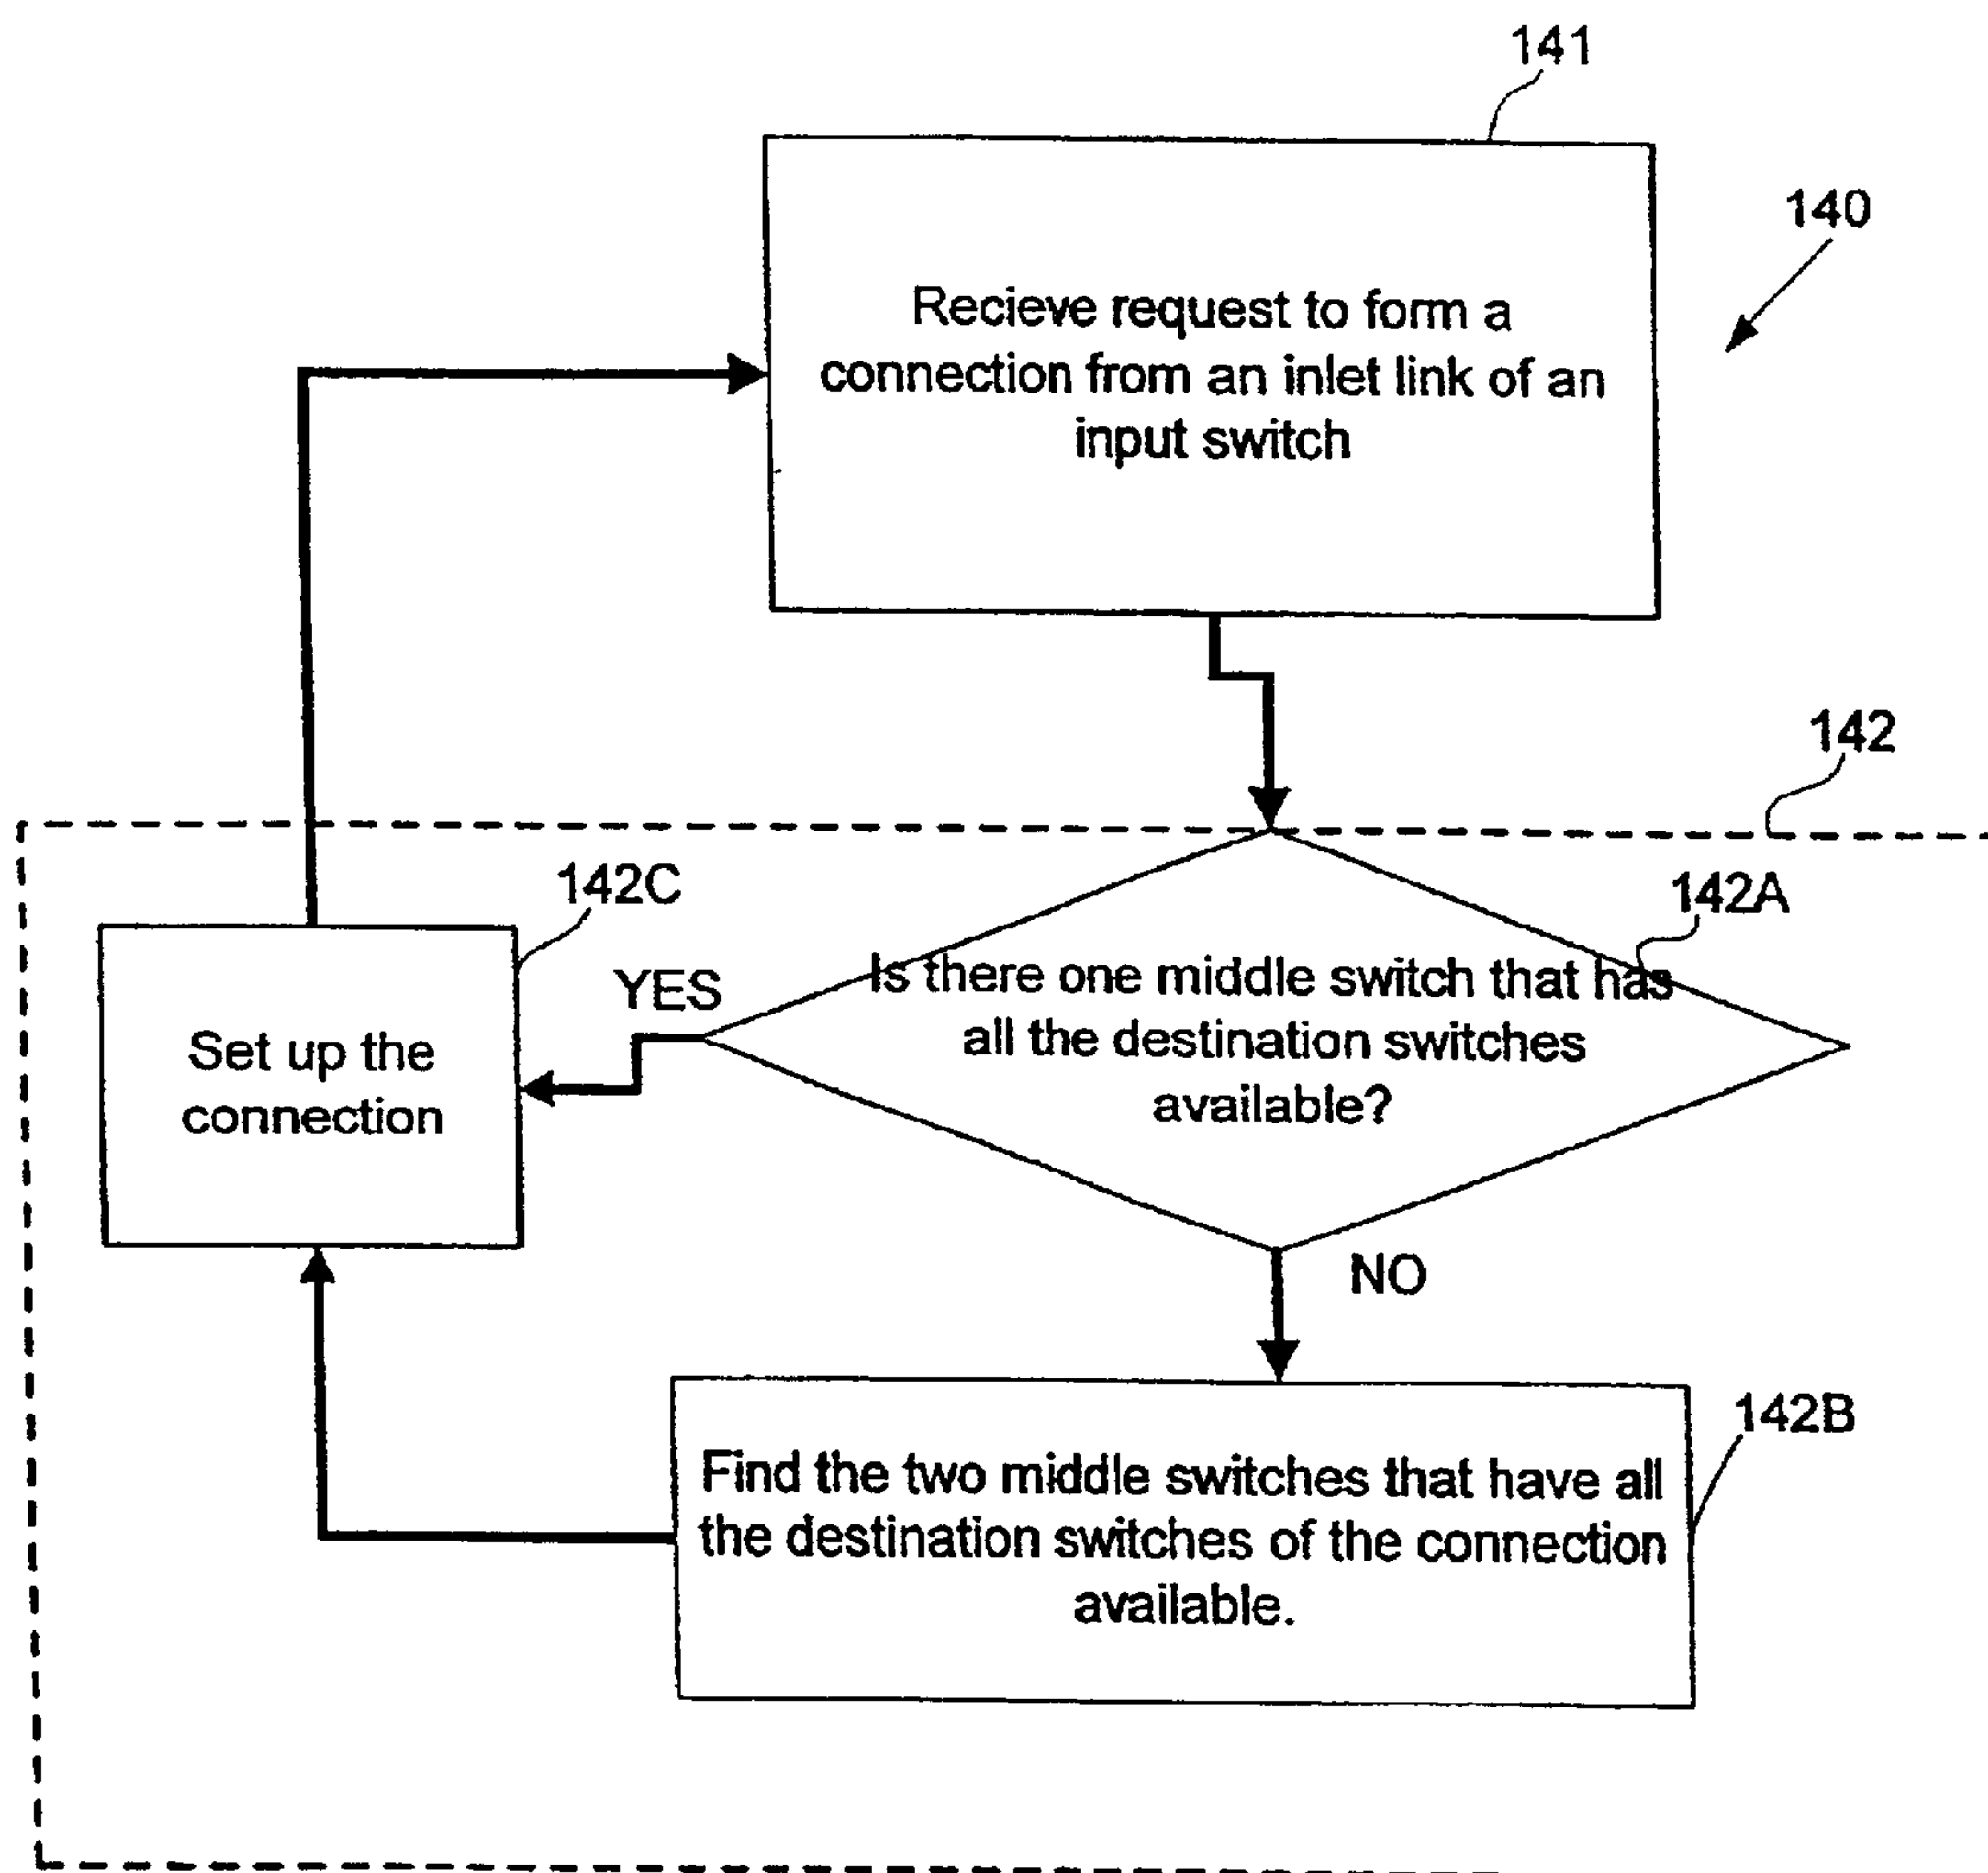 141
140
Recieve request to form a
connection from an inlet link of an
input switch
142
142C
142A
YES
Is there one middle switch that has
all the destination switches
available?
Set up the
connection
NO
142B
Find the two middle switches that have all
the destination switches of the connection
available.